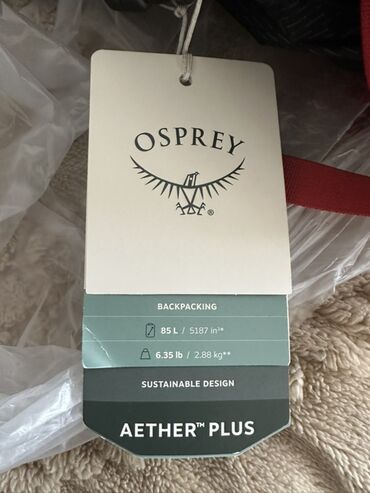 OSPREY
®
BACKPACKING
85 L / 5187 in³*
6.35 lb / 2.88 kg**
SUSTAINABLE DESIGN
AETHER™ PLUS